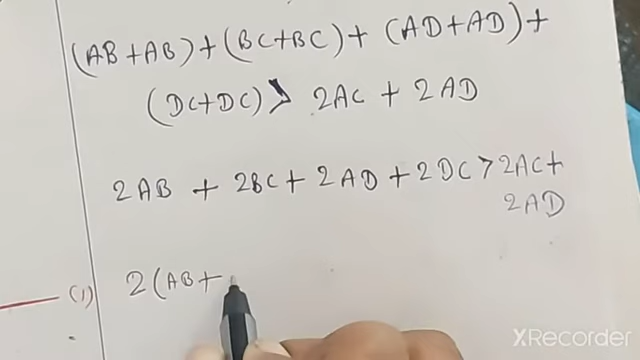 (AB+AB)+(BC+BC)+(AD+AD)+
(DC+DC)> 2AC + 2AD
2AB + 2BC+ 2AD +2DC>2AC+
2AD
(1) 2(AB+
XRecorder